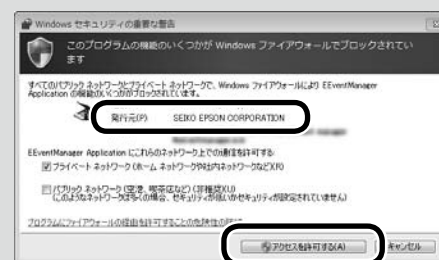 Windows セキュリティの重要な警告
このプログラムの機能のいくつかが Windows ファイアウォールでブロックされてい
ます
すべてのパブリック ネットワークとプライベート ネットワークで、Windows ファイアウォールにより EEventManager
Application の機能のいくつかがブロックされています。
発行元(P) SEIKO EPSON CORPORATION
EEventManager Application にこれらのネットワーク上での通信を許可する
プライベート ネットワーク (ホーム ネットワークや社内ネットワークなど)(R)
パブリック ネットワーク (空港、喫茶店など) (非推奨)(U)
(このようなネットワークは多くの場合、セキュリティが低いかセキュリティが設定されていません)
プログラムにファイアウォールの経由を許可することの危険性の詳細
アクセスを許可する(A) キャンセル